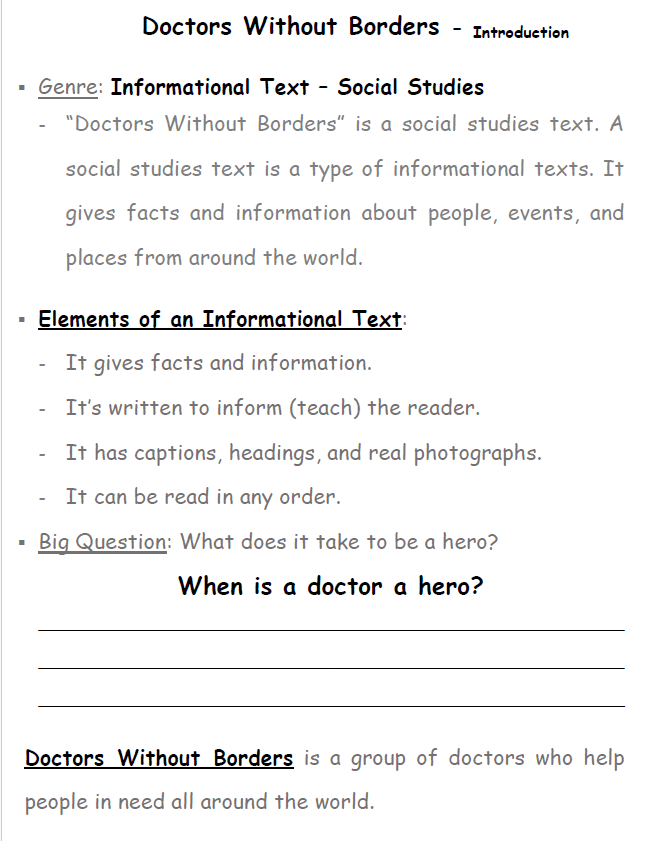 Doctors Without Borders - Introduction
▪ Genre: Informational Text – Social Studies
- “Doctors Without Borders” is a social studies text. A
social studies text is a type of informational texts. It
gives facts and information about people, events, and
places from around the world.
▪ Elements of an Informational Text:
- It gives facts and information.
- It’s written to inform (teach) the reader.
- It has captions, headings, and real photographs.
- It can be read in any order.
▪ Big Question: What does it take to be a hero?
When is a doctor a hero?
Doctors Without Borders is a group of doctors who help
people in need all around the world.